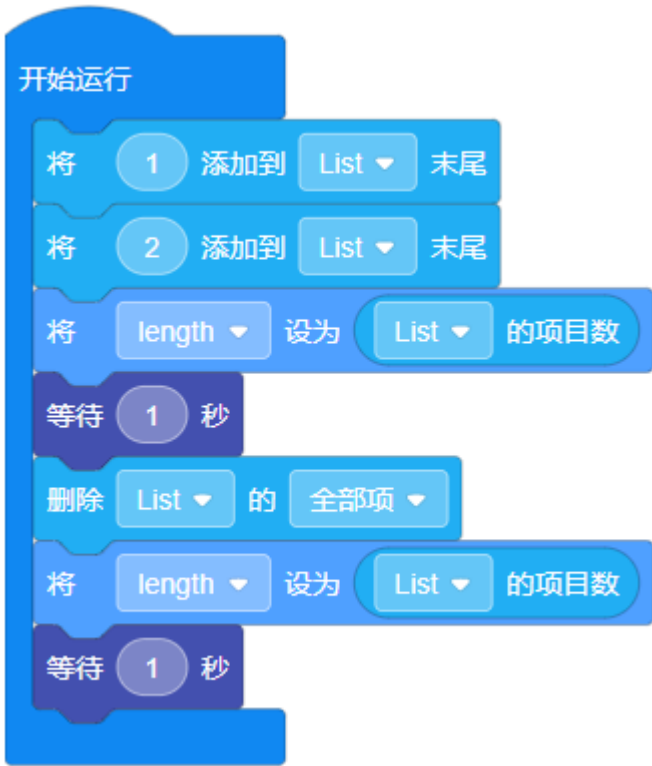 开始运行
将 1 添加到 List 末尾
将 2 添加到 List 末尾
将 length 设为 List 的项目数
等待 1 秒
删除 List 的 全部项
将 length 设为 List 的项目数
等待 1 秒